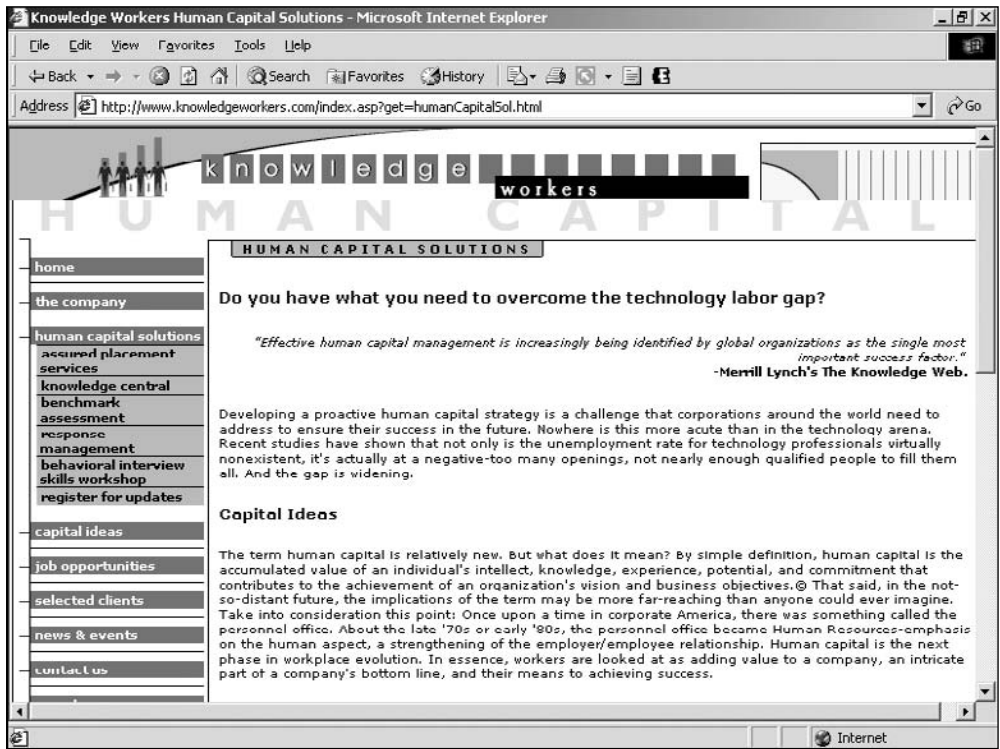 Knowledge Workers Human Capital Solutions - Microsoft Internet Explorer
File Edit View Favorites Tools Help
Back Search Favorites History
Address http://www.knowledgeworkers.com/index.asp?get=humanCapitalSol.html Go
knowledge
workers
HUMAN CAPITAL
HUMAN CAPITAL SOLUTIONS
home
the company
human capital solutions
assured placement
services
knowledge central
benchmark
assessment
response
management
behavioral interview
skills workshop
register for updates
capital ideas
job opportunities
selected clients
news & events
contact us
Do you have what you need to overcome the technology labor gap?
"Effective human capital management is increasingly being identified by global organizations as the single most
important success factor."
-Merrill Lynch's The Knowledge Web.
Developing a proactive human capital strategy is a challenge that corporations around the world need to
address to ensure their success in the future. Nowhere is this more acute than in the technology arena.
Recent studies have shown that not only is the unemployment rate for technology professionals virtually
nonexistent, it's actually at a negative-too many openings, not nearly enough qualified people to fill them
all. And the gap is widening.
Capital Ideas
The term human capital is relatively new. But what does it mean? By simple definition, human capital is the
accumulated value of an individual's intellect, knowledge, experience, potential, and commitment that
contributes to the achievement of an organization's vision and business objectives.© That said, in the not-
so-distant future, the implications of the term may be more far-reaching than anyone could ever imagine.
Take into consideration this point: Once upon a time in corporate America, there was something called the
personnel office. About the late '70s or early '80s, the personnel office became Human Resources-emphasis
on the human aspect, a strengthening of the employer/employee relationship. Human capital is the next
phase in workplace evolution. In essence, workers are looked at as adding value to a company, an intricate
part of a company's bottom line, and their means to achieving success.
Internet